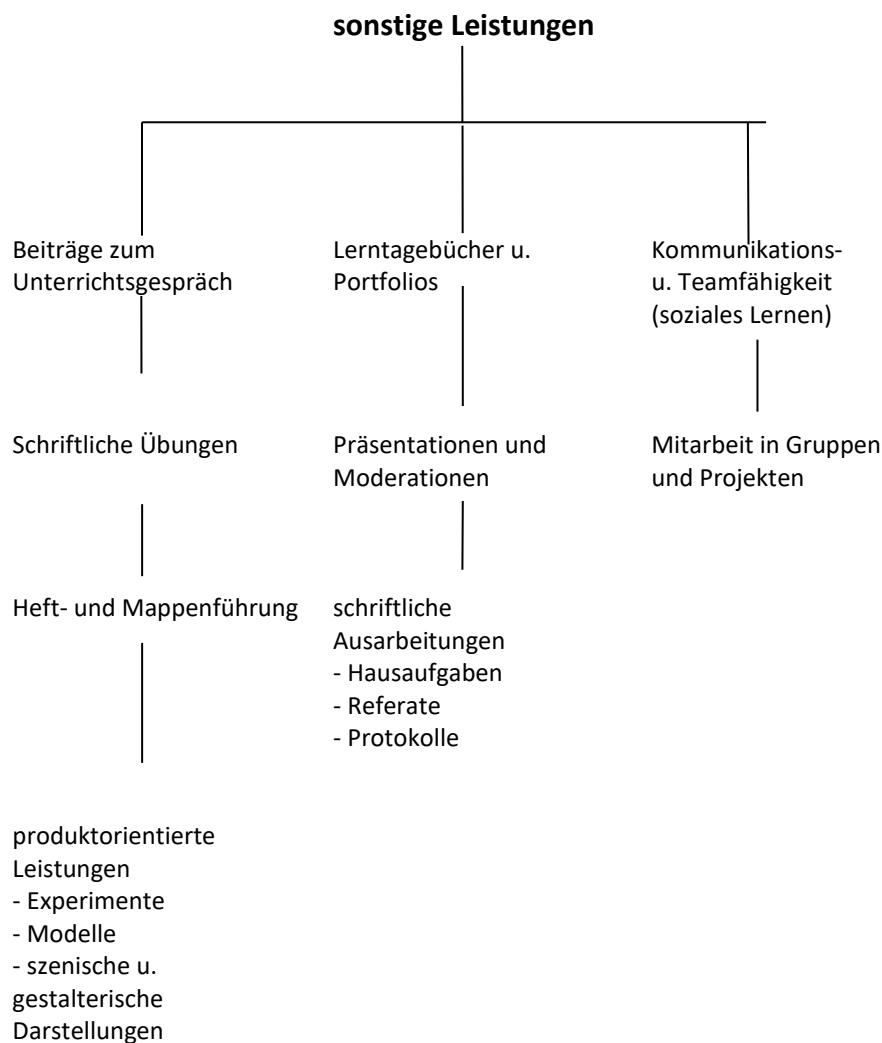 sonstige Leistungen
Beiträge zum
Unterrichtsgespräch
Lerntagebücher u.
Portfolios
Kommunikations-
u. Teamfähigkeit
(soziales Lernen)
Schriftliche Übungen
Präsentationen und
Moderationen
Mitarbeit in Gruppen
und Projekten
Heft- und Mappenführung
schriftliche
Ausarbeitungen
- Hausaufgaben
- Referate
- Protokolle
produktorientierte
Leistungen
- Experimente
- Modelle
- szenische u.
gestalterische
Darstellungen